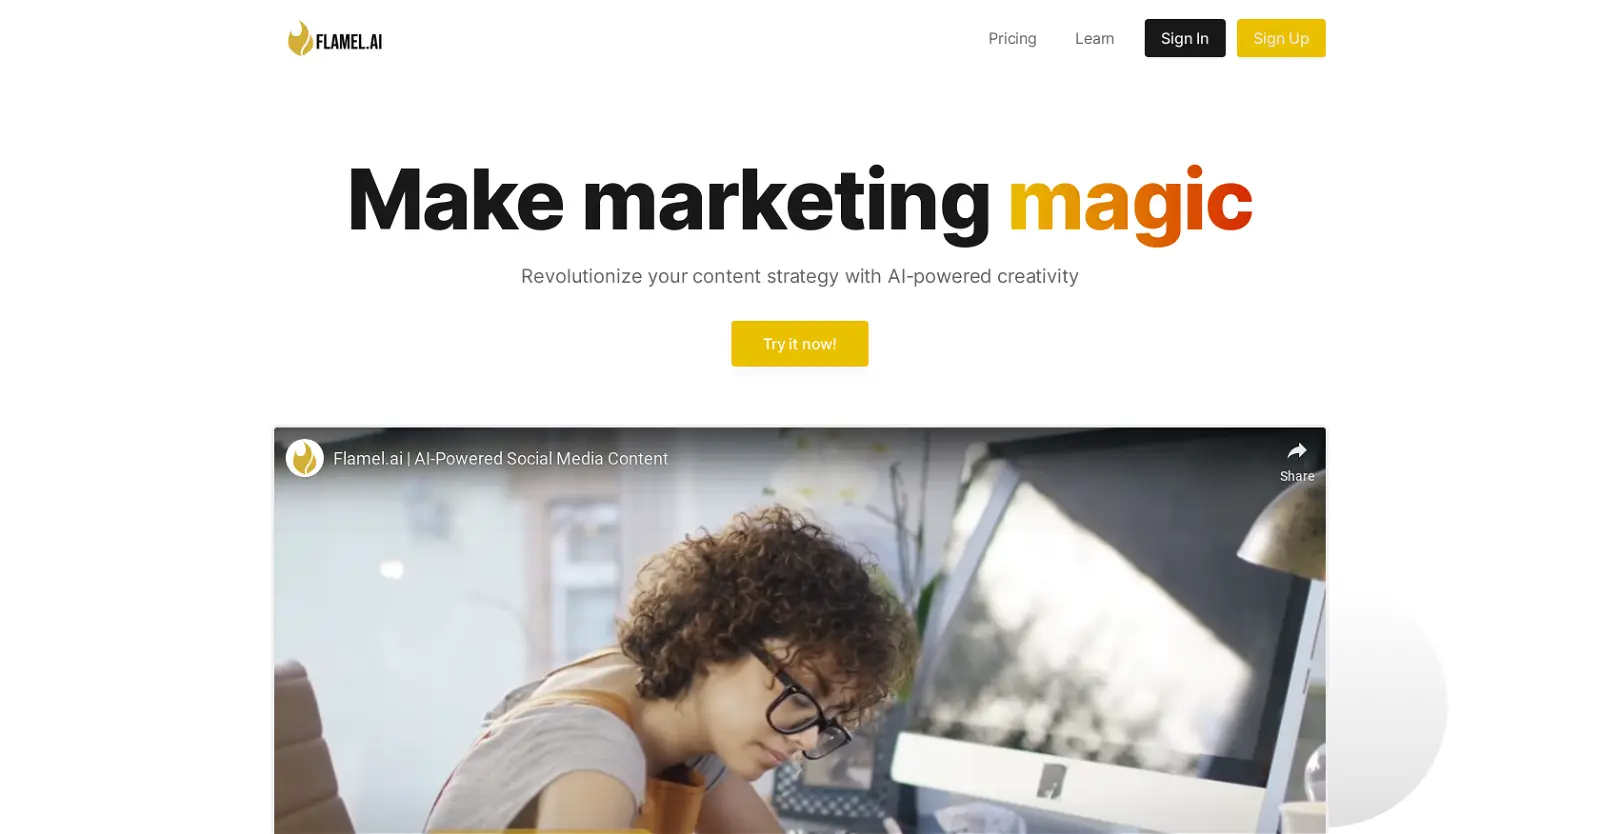 FLAMEL.AI
Pricing
Learn
Sign In
Sign Up
Make marketing magic
Revolutionize your content strategy with AI-powered creativity
Try it now!
Flamel.ai | AI-Powered Social Media Content
Share